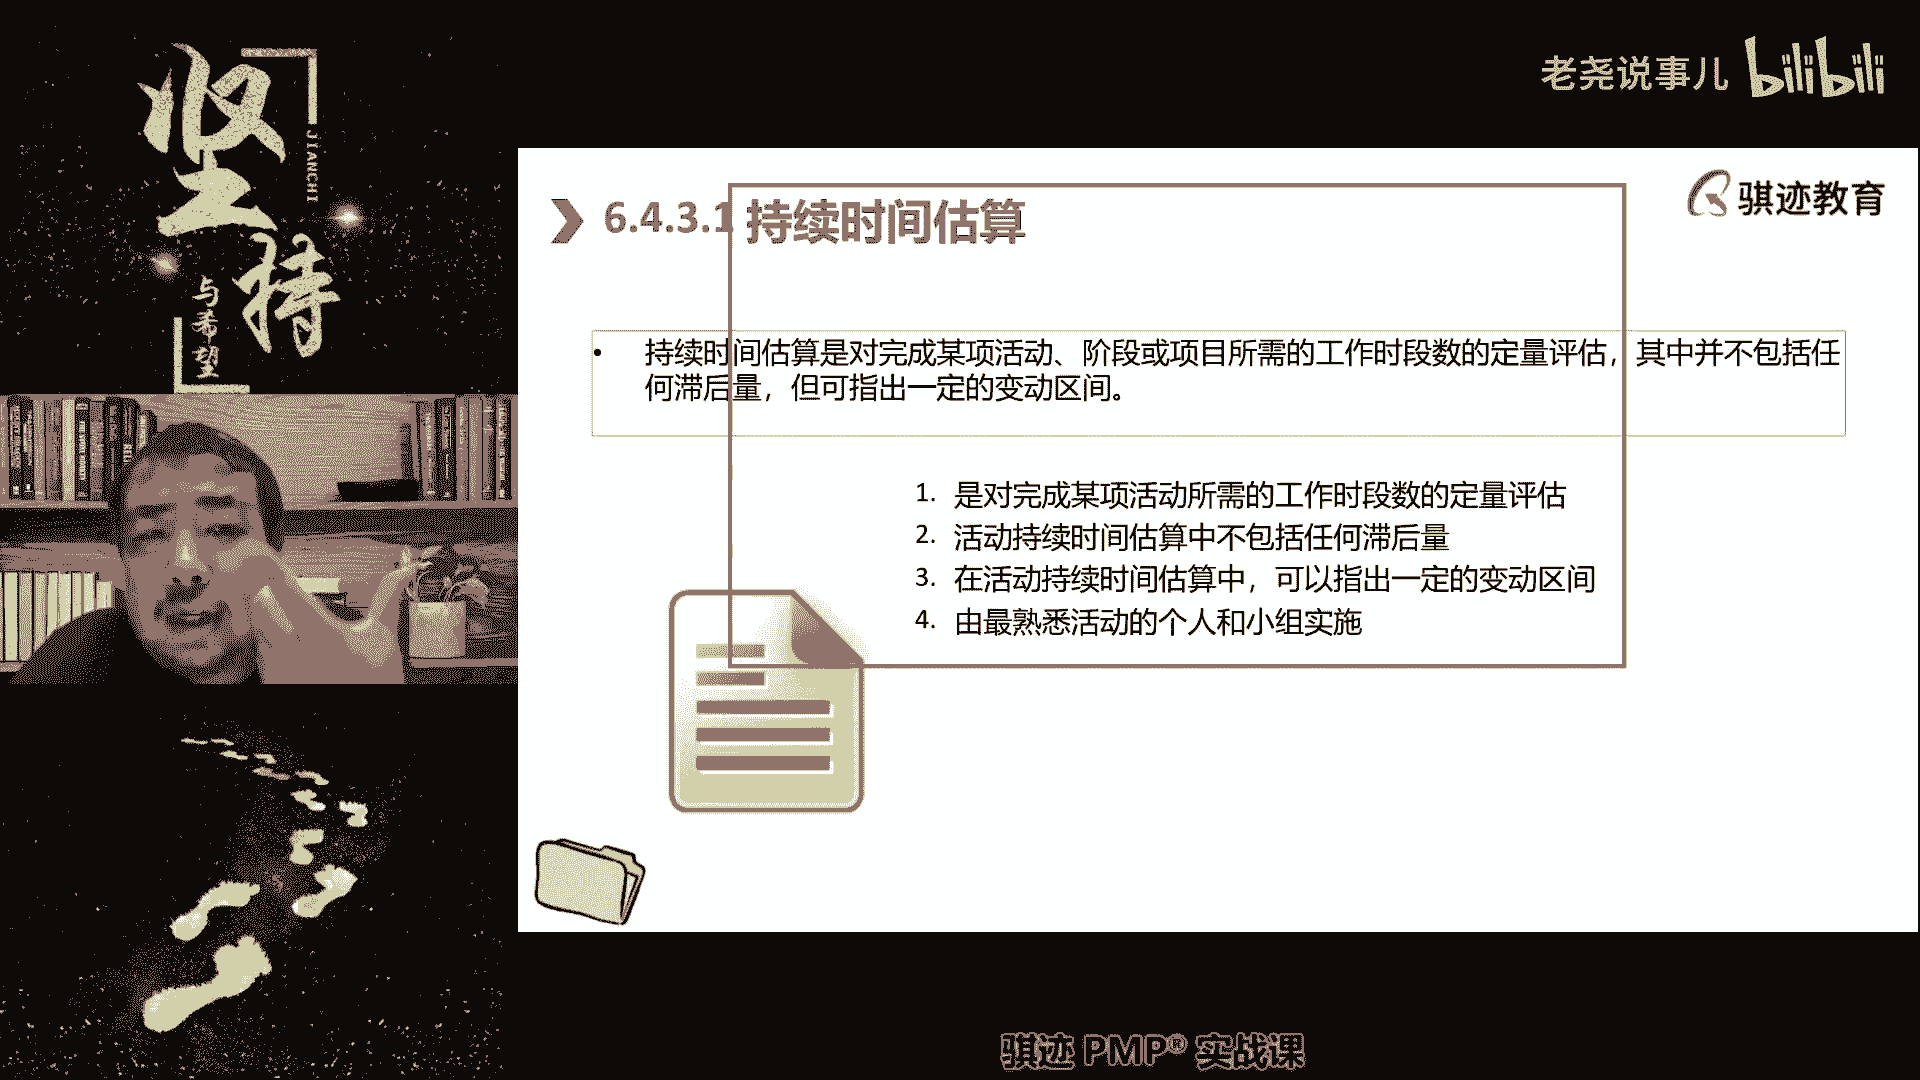 坚持
JIANCHI
与希望
老尧说事儿 bilibili
骐迹教育
6.4.3.1 持续时间估算
• 持续时间估算是对完成某项活动、阶段或项目所需的工作时段数的定量评估，其中并不包括任
何滞后量，但可指出一定的变动区间。
1. 是对完成某项活动所需的工作时段数的定量评估
2. 活动持续时间估算中不包括任何滞后量
3. 在活动持续时间估算中，可以指出一定的变动区间
4. 由最熟悉活动的个人和小组实施
骐迹 PMP® 实战课